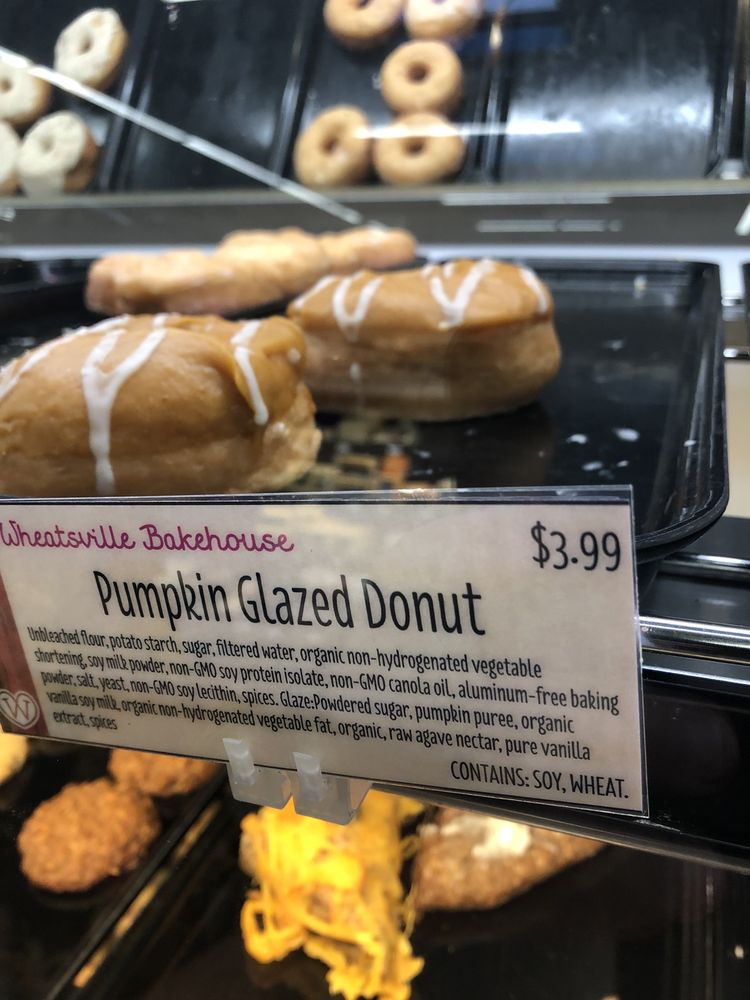 Wheatsville Bakehouse
$3.99
Pumpkin Glazed Donut
Unbleached flour, potato starch, sugar, filtered water, organic non-hydrogenated vegetable
shortening, soy milk powder, non-GMO soy protein isolate, non-GMO canola oil, aluminum-free baking
powder, salt, yeast, non-GMO soy lecithin, spices. Glaze:Powdered sugar, pumpkin puree, organic
vanilla soy milk, organic non-hydrogenated vegetable fat, organic, raw agave nectar, pure vanilla
extract, spices
CONTAINS: SOY, WHEAT.
W